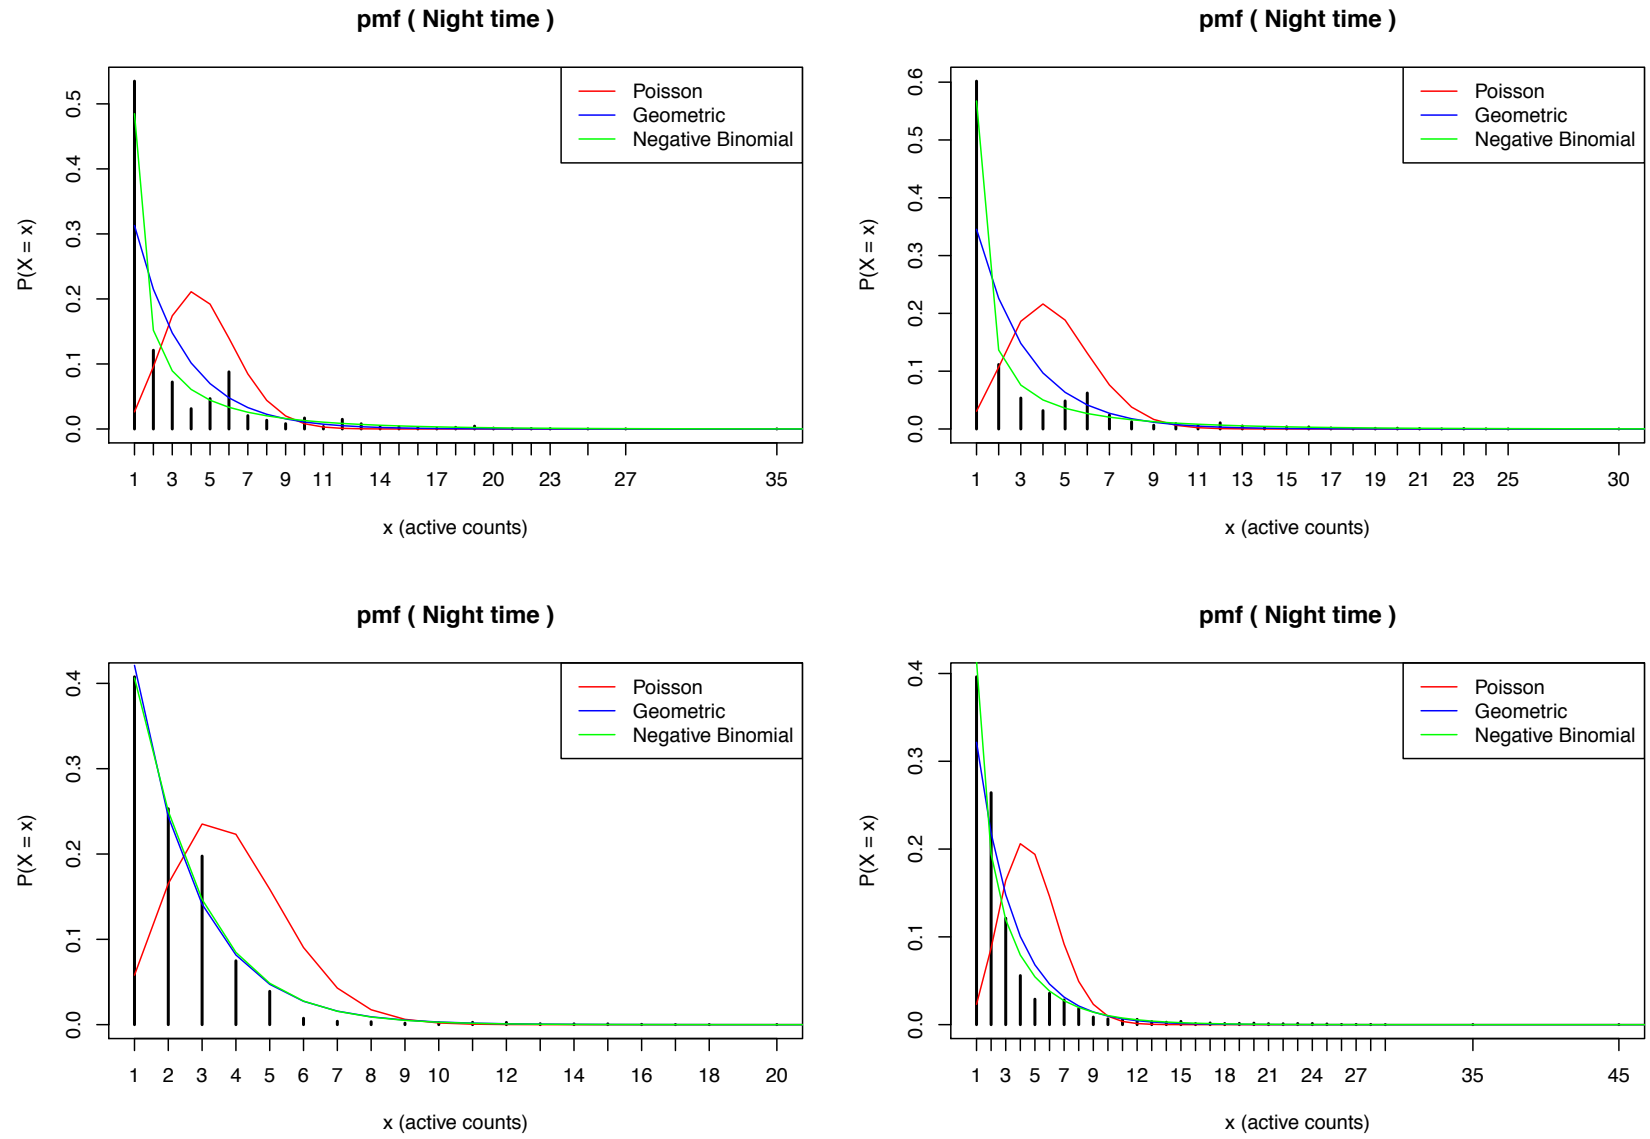 pmf ( Night time )
P(X = x)
0.0 0.1 0.2 0.3 0.4 0.5
Poisson
Geometric
Negative Binomial
1 3 5 7 9 11 14 17 20 23 27 35
x (active counts)
pmf ( Night time )
P(X = x)
0.0 0.1 0.2 0.3 0.4 0.5 0.6
Poisson
Geometric
Negative Binomial
1 3 5 7 9 11 13 15 17 19 21 23 25 30
x (active counts)
pmf ( Night time )
P(X = x)
0.0 0.1 0.2 0.3 0.4
Poisson
Geometric
Negative Binomial
1 2 3 4 5 6 7 8 9 10 12 14 16 18 20
x (active counts)
pmf ( Night time )
P(X = x)
0.0 0.1 0.2 0.3 0.4
Poisson
Geometric
Negative Binomial
1 3 5 7 9 12 15 18 21 24 27 35 45
x (active counts)